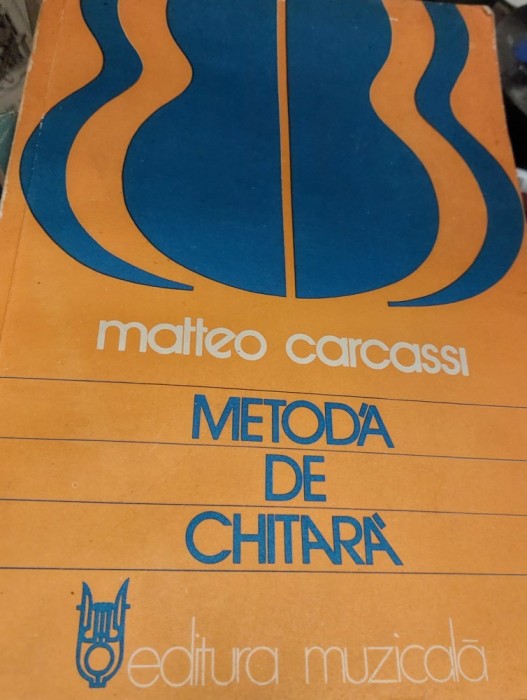 matteo carcassi
METODĂ
DE
CHITARĂ
editura muzicală